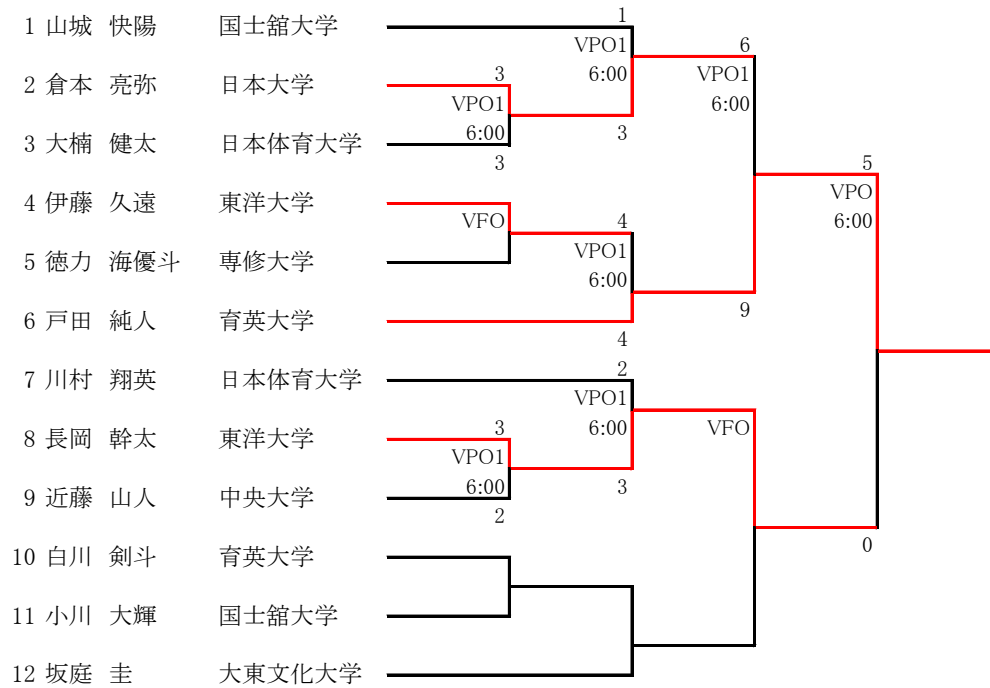 1 山城 快陽 国士舘大学
2 倉本 亮弥 日本大学
3 大楠 健太 日本体育大学
4 伊藤 久遠 東洋大学
5 徳力 海優斗 専修大学
6 戸田 純人 育英大学
7 川村 翔英 日本体育大学
8 長岡 幹太 東洋大学
9 近藤 山人 中央大学
10 白川 剣斗 育英大学
11 小川 大輝 国士舘大学
12 坂庭 圭 大東文化大学
3
VPO1
6:00
3
VFO
3
VPO1
6:00
2
1
VPO1
6:00
3
4
VPO1
6:00
4
2
VPO1
6:00
3
6
VPO1
6:00
9
VFO
5
VPO
6:00
0